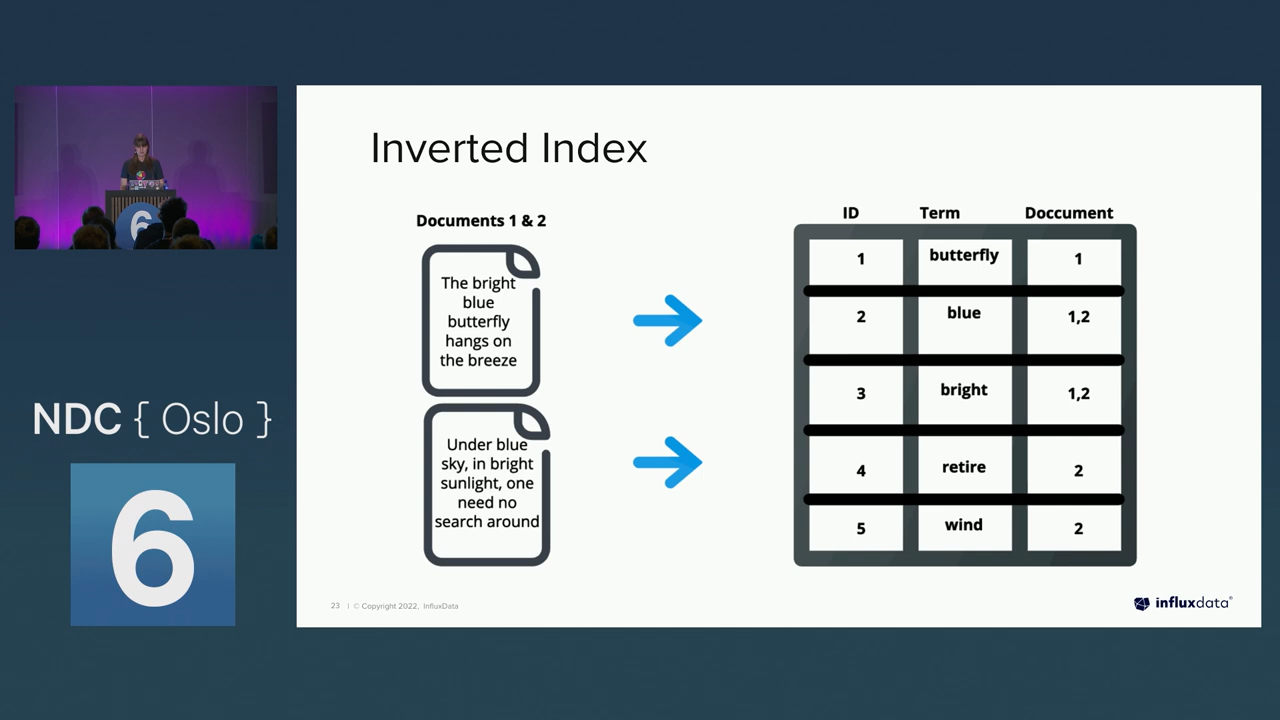 Inverted Index
Documents 1 & 2
The bright
blue
butterfly
hangs on
the breeze
Under blue
sky, in bright
sunlight, one
need no
search around
ID Term Doccument
1 butterfly 1
2 blue 1,2
3 bright 1,2
4 retire 2
5 wind 2
23 | © Copyright 2022, InfluxData
influxdata®
NDC { Oslo }
6
6